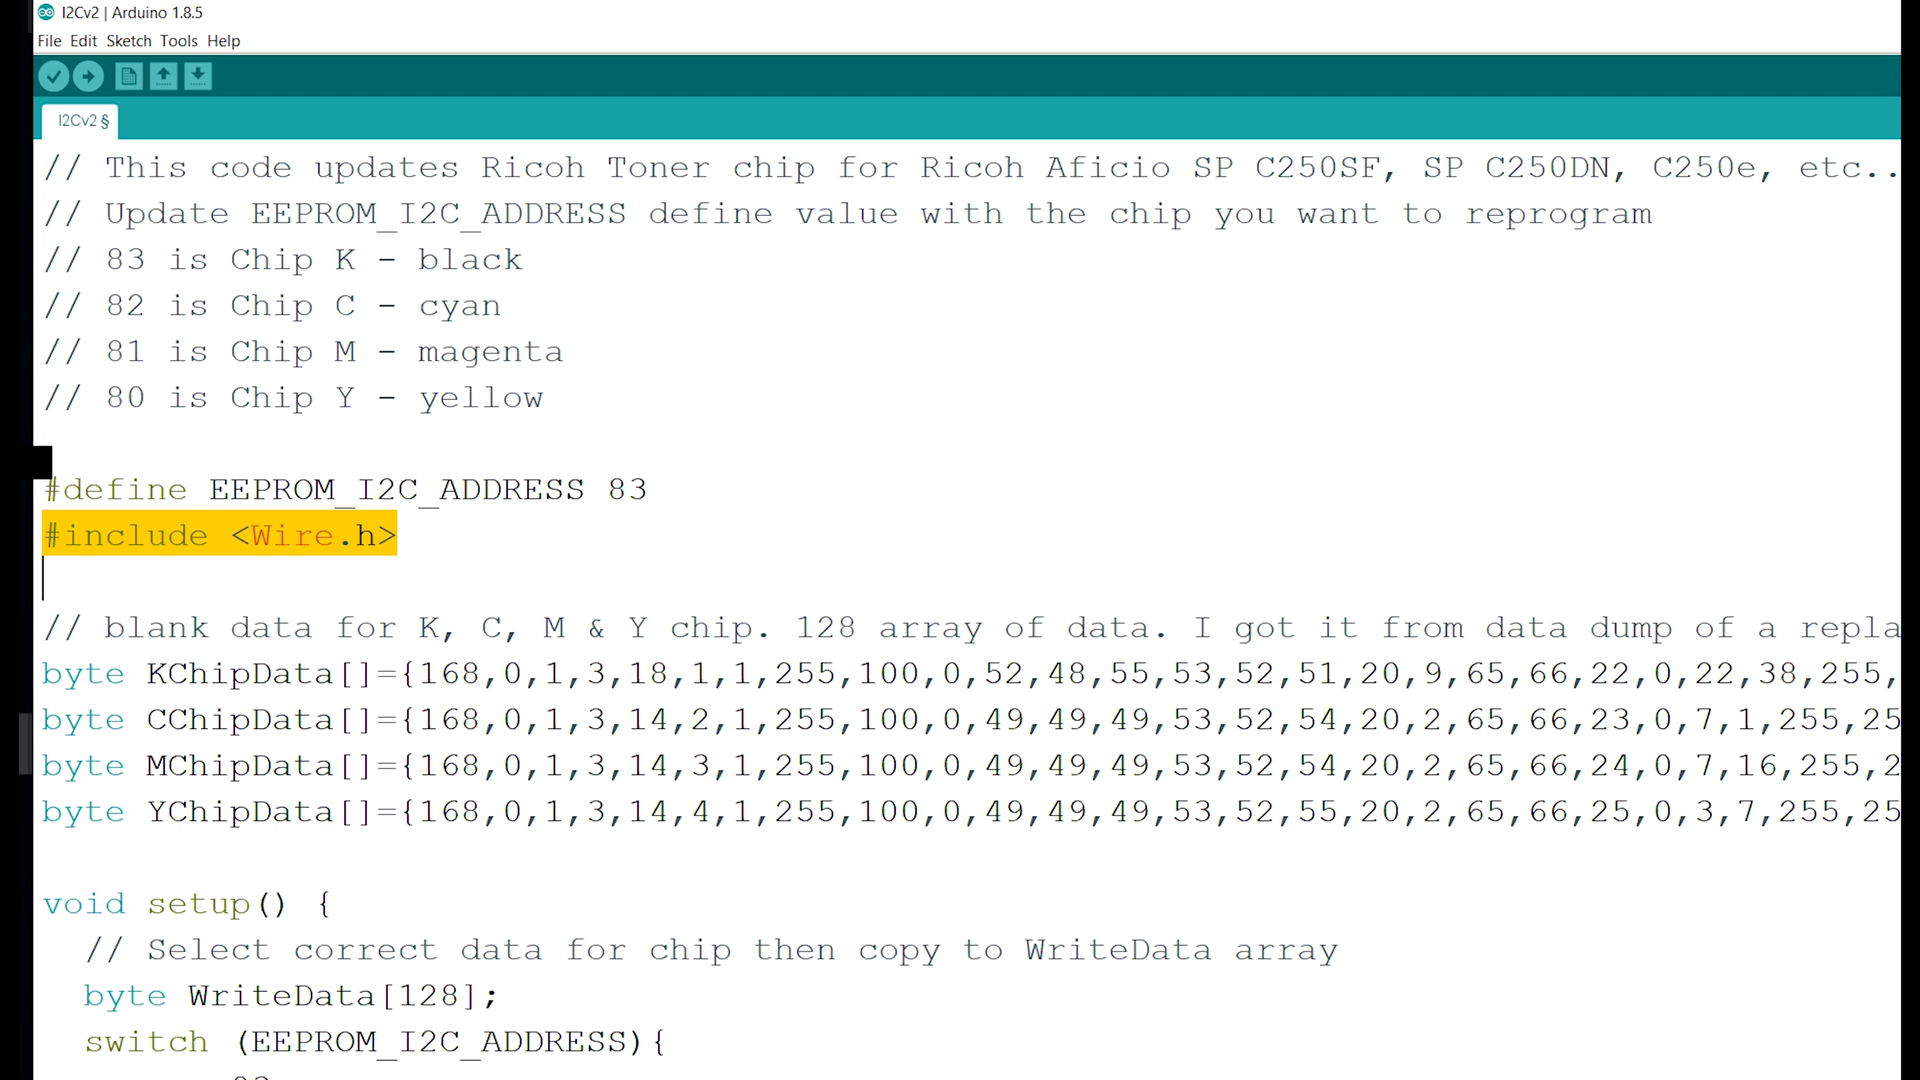 I2Cv2 | Arduino 1.8.5
File Edit Sketch Tools Help
I2Cv2 §
// This code updates Ricoh Toner chip for Ricoh Aficio SP C250SF, SP C250DN, C250e, etc..
// Update EEPROM_I2C_ADDRESS define value with the chip you want to reprogram
// 83 is Chip K - black
// 82 is Chip C - cyan
// 81 is Chip M - magenta
// 80 is Chip Y - yellow
#define EEPROM_I2C_ADDRESS 83
#include <Wire.h>
// blank data for K, C, M & Y chip. 128 array of data. I got it from data dump of a repla
byte KChipData[]={168,0,1,3,18,1,1,255,100,0,52,48,55,53,52,51,20,9,65,66,22,0,22,38,255,
byte CChipData[]={168,0,1,3,14,2,1,255,100,0,49,49,49,53,52,54,20,2,65,66,23,0,7,1,255,25
byte MChipData[]={168,0,1,3,14,3,1,255,100,0,49,49,49,53,52,54,20,2,65,66,24,0,7,16,255,2
byte YChipData[]={168,0,1,3,14,4,1,255,100,0,49,49,49,53,52,55,20,2,65,66,25,0,3,7,255,25
void setup() {
// Select correct data for chip then copy to WriteData array
byte WriteData[128];
switch (EEPROM_I2C_ADDRESS){